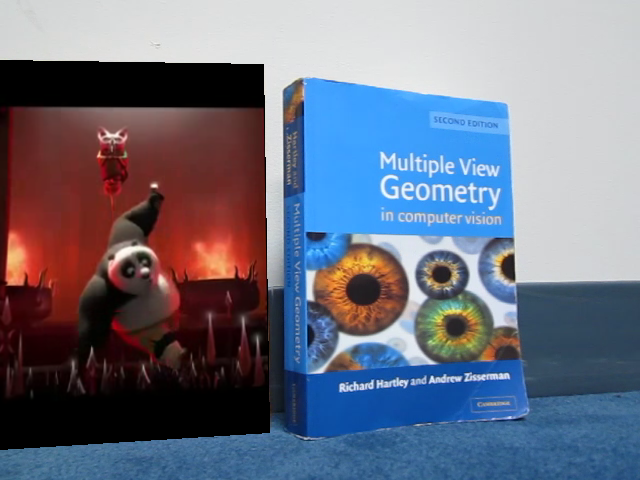 SECOND EDITION
Multiple View
Geometry
in computer vision
Richard Hartley and Andrew Zisserman
CAMBRIDGE
Hartley and
Zisserman
Multiple View Geometry